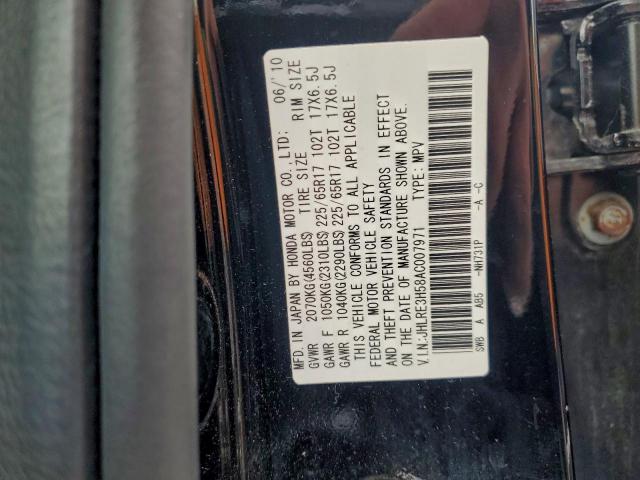 MFD. IN JAPAN BY HONDA MOTOR CO., LTD: 06/'10
GVWR 2070KG(4560LBS) TIRE SIZE RIM SIZE
GAWR F 1050KG(2310LBS) 225/65R17 102T 17X6.5J
GAWR R 1040KG(2290LBS) 225/65R17 102T 17X6.5J
THIS VEHICLE CONFORMS TO ALL APPLICABLE
FEDERAL MOTOR VEHICLE SAFETY
AND THEFT PREVENTION STANDARDS IN EFFECT
ON THE DATE OF MANUFACTURE SHOWN ABOVE.
V.I.N:JHLRE3H58AC007971 TYPE: MPV
SWB A AB5 -NH731P -A -C